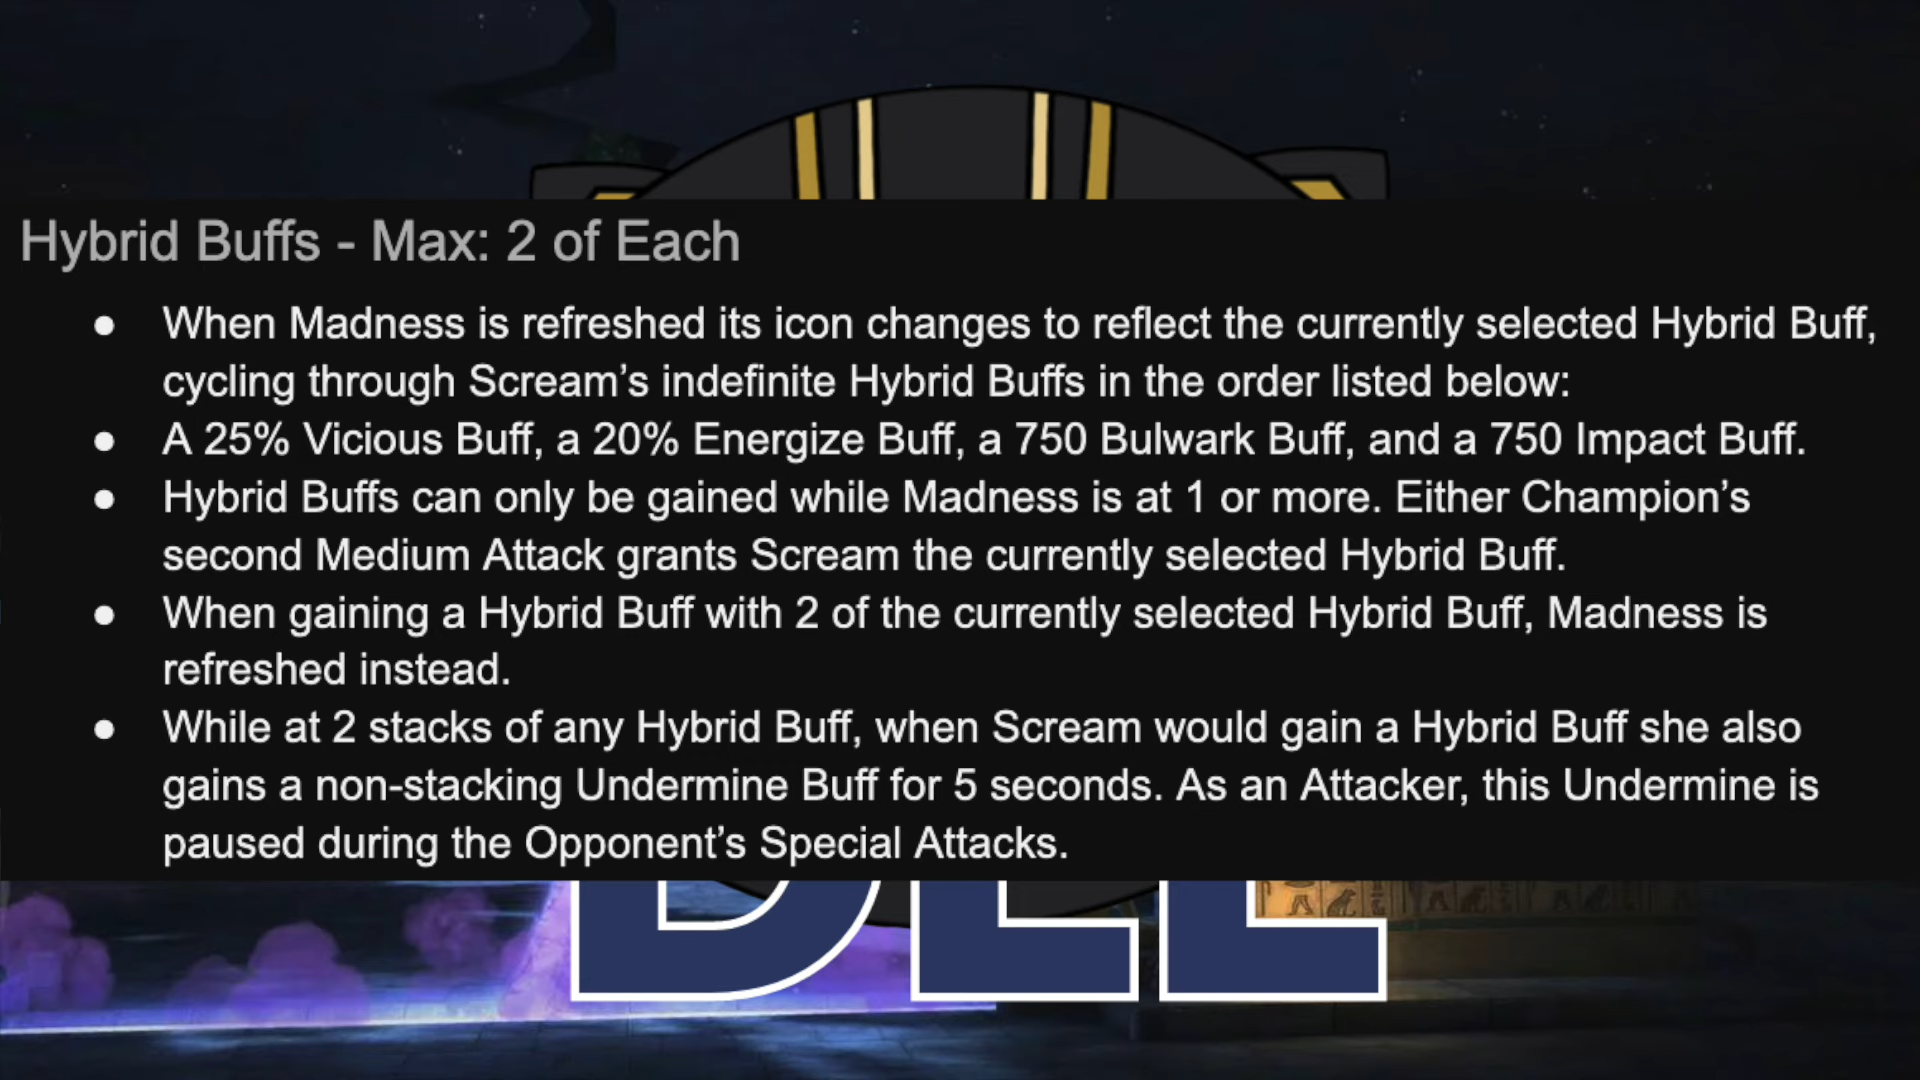 Hybrid Buffs - Max: 2 of Each
● When Madness is refreshed its icon changes to reflect the currently selected Hybrid Buff,
cycling through Scream’s indefinite Hybrid Buffs in the order listed below:
● A 25% Vicious Buff, a 20% Energize Buff, a 750 Bulwark Buff, and a 750 Impact Buff.
● Hybrid Buffs can only be gained while Madness is at 1 or more. Either Champion’s
second Medium Attack grants Scream the currently selected Hybrid Buff.
● When gaining a Hybrid Buff with 2 of the currently selected Hybrid Buff, Madness is
refreshed instead.
● While at 2 stacks of any Hybrid Buff, when Scream would gain a Hybrid Buff she also
gains a non-stacking Undermine Buff for 5 seconds. As an Attacker, this Undermine is
paused during the Opponent’s Special Attacks.